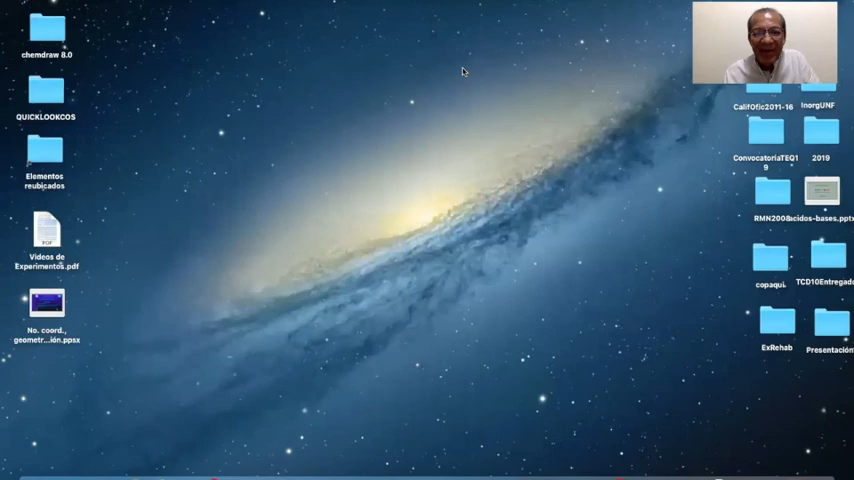 chemdraw 8.0
QUICKLOOKCOS
Elementos
reubicados
PDF
Videos de
Experimentos.pdf
No. coord.,
geometr...ión.ppsx
CalifOfic2011-16
InorgUNF
ConvocatoriaTEQ1
9
2019
RMN2008
acidos-bases.pptx
copaqui.
TCD10Entregado
ExRehab
Presentación